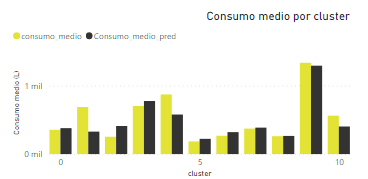 Consumo medio por cluster
consumo_medio Consumo_medio_pred
Consumo medio (L)
1 mil
0 mil
0 5 10
cluster